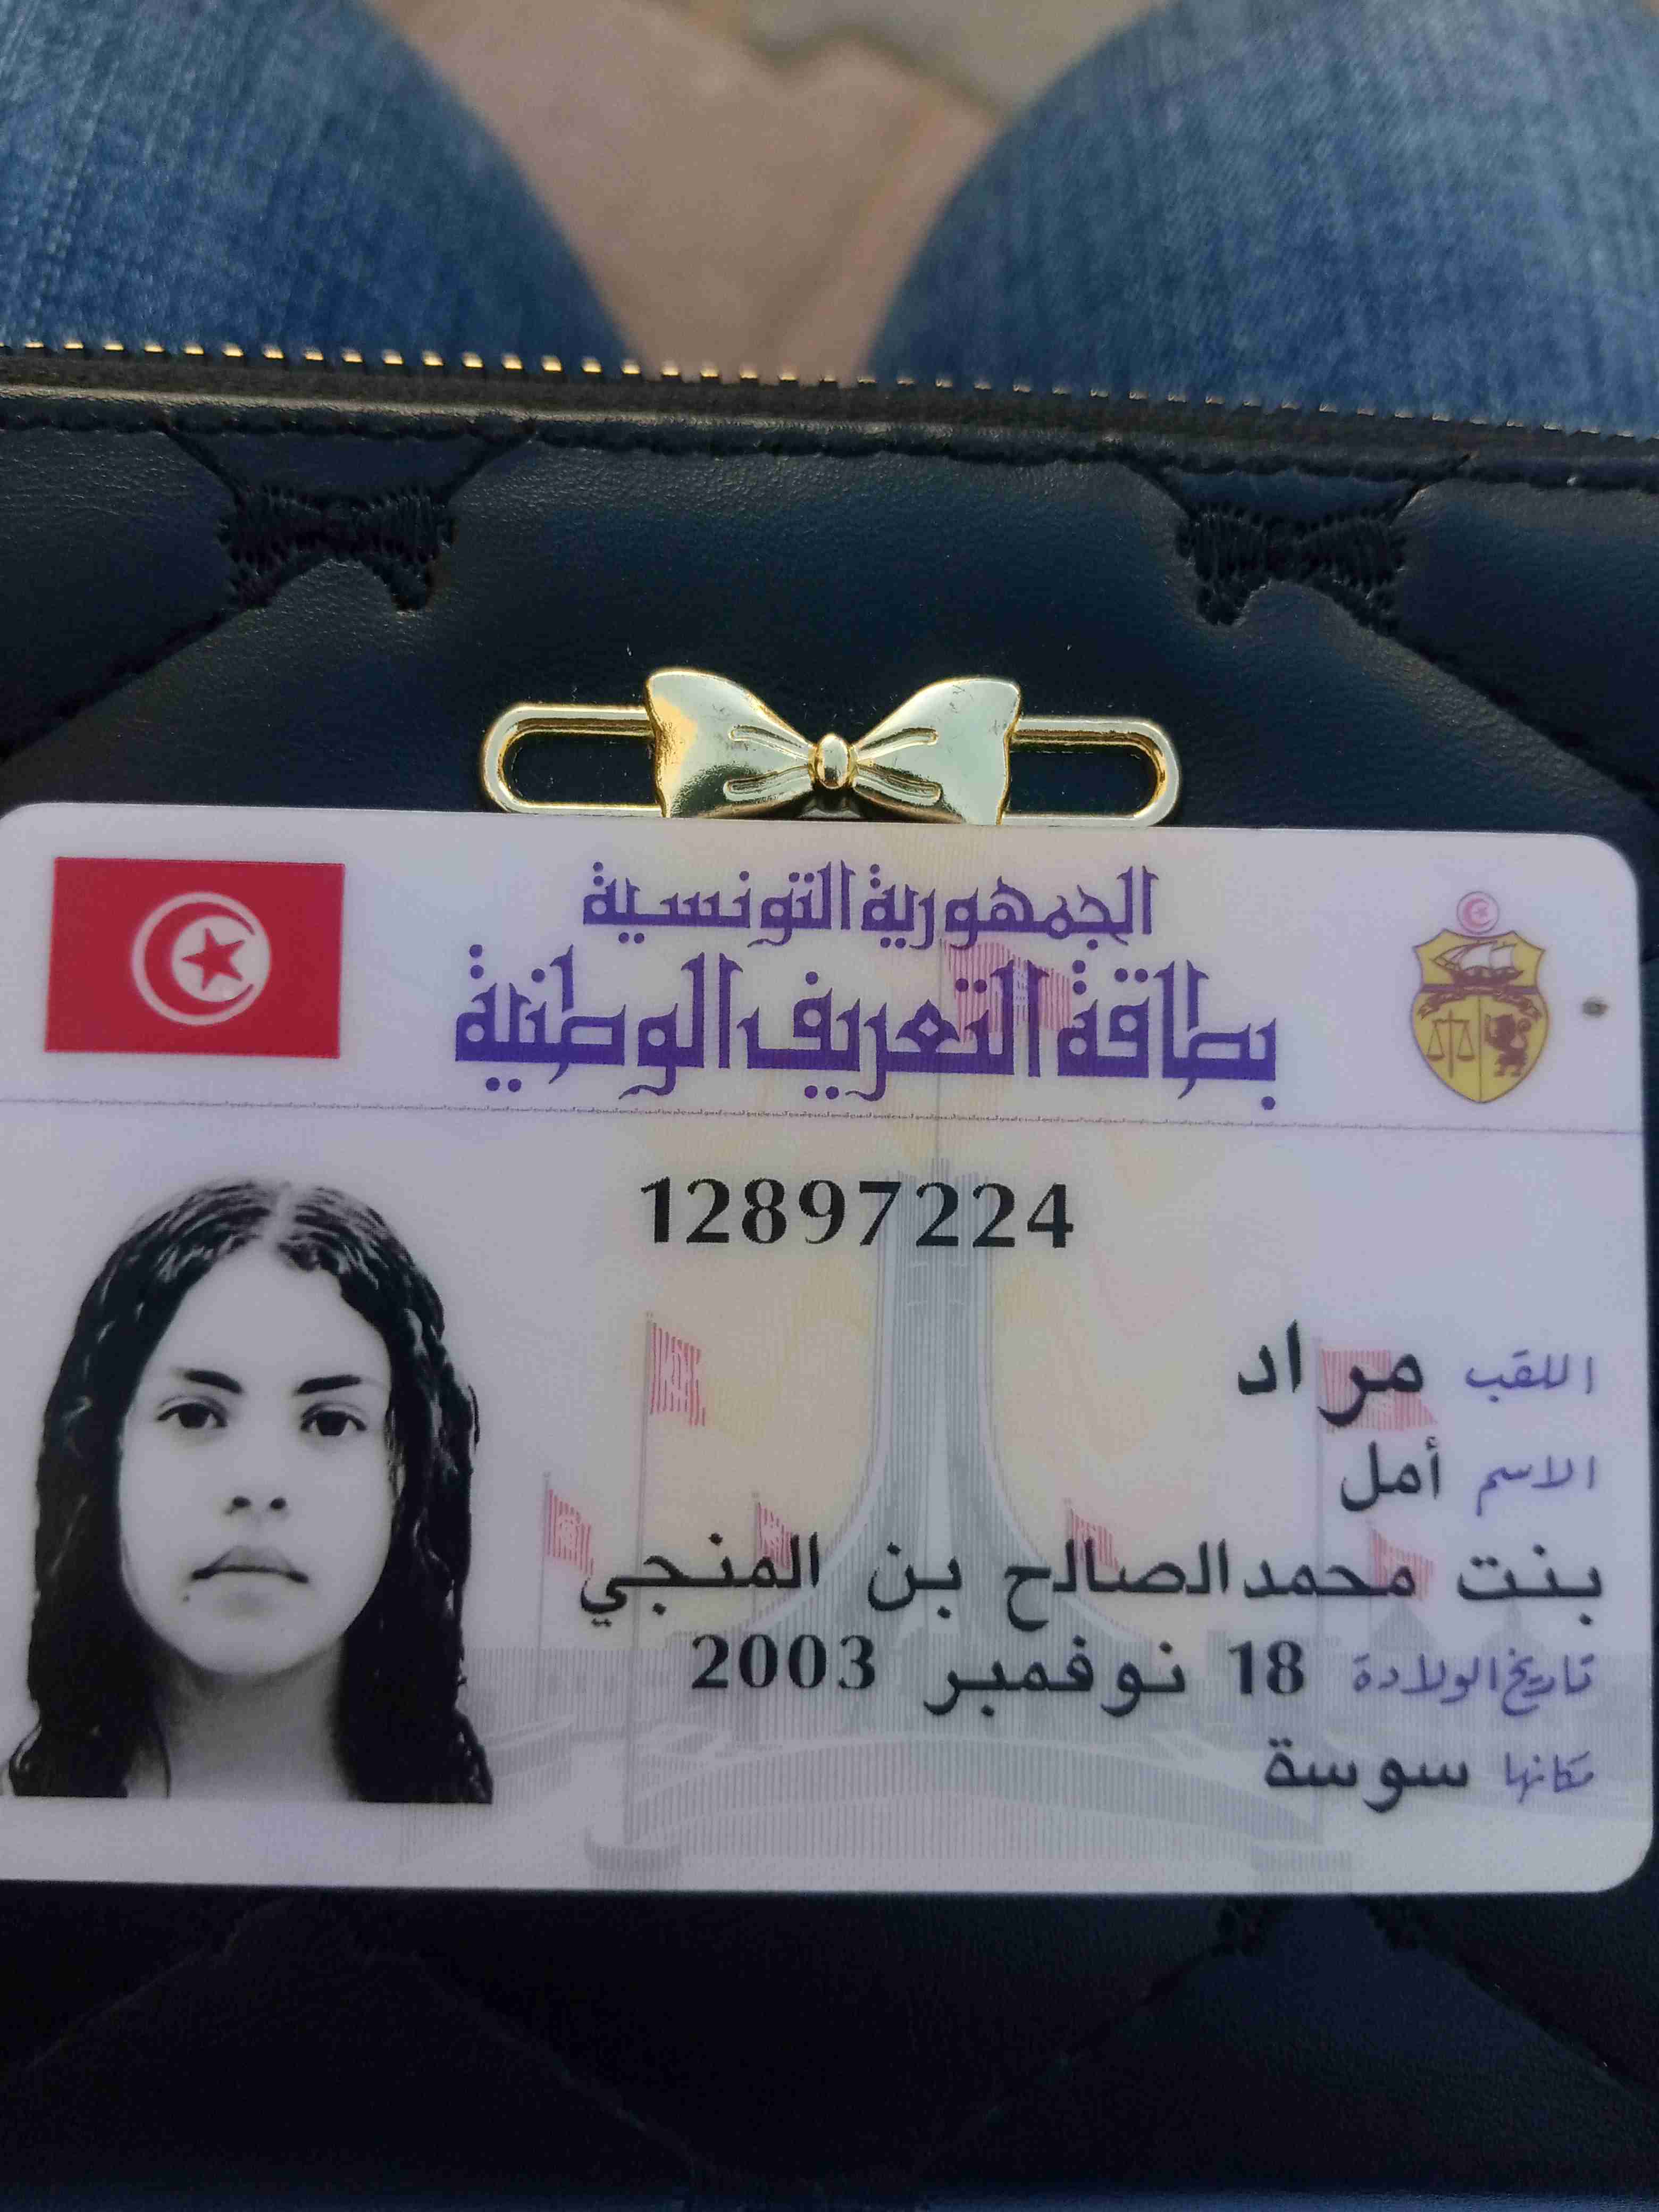 الجمهورية التونسية
بطاقة التعريف الوطنية
12897224
اللقب مراد
الاسم أمل
بنت محمد الصالح بن المنجي
تاريخ الولادة 18 نوفمبر 2003
مكانها سوسة